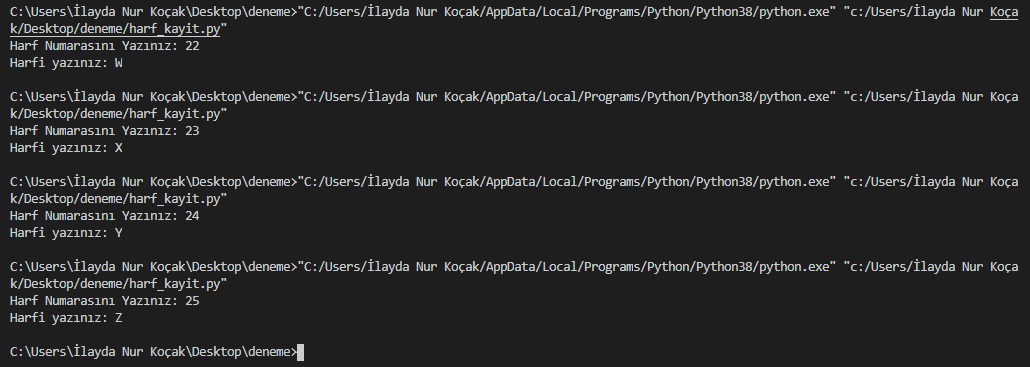 C:\Users\İlayda Nur Koçak\Desktop\deneme>"C:/Users/İlayda Nur Koçak/AppData/Local/Programs/Python/Python38/python.exe" "c:/Users/İlayda Nur Koça
k/Desktop/deneme/harf_kayit.py"
Harf Numarasını Yazınız: 22
Harfi yazınız: W
C:\Users\İlayda Nur Koçak\Desktop\deneme>"C:/Users/İlayda Nur Koçak/AppData/Local/Programs/Python/Python38/python.exe" "c:/Users/İlayda Nur Koça
k/Desktop/deneme/harf_kayit.py"
Harf Numarasını Yazınız: 23
Harfi yazınız: X
C:\Users\İlayda Nur Koçak\Desktop\deneme>"C:/Users/İlayda Nur Koçak/AppData/Local/Programs/Python/Python38/python.exe" "c:/Users/İlayda Nur Koça
k/Desktop/deneme/harf_kayit.py"
Harf Numarasını Yazınız: 24
Harfi yazınız: Y
C:\Users\İlayda Nur Koçak\Desktop\deneme>"C:/Users/İlayda Nur Koçak/AppData/Local/Programs/Python/Python38/python.exe" "c:/Users/İlayda Nur Koça
k/Desktop/deneme/harf_kayit.py"
Harf Numarasını Yazınız: 25
Harfi yazınız: Z
C:\Users\İlayda Nur Koçak\Desktop\deneme>